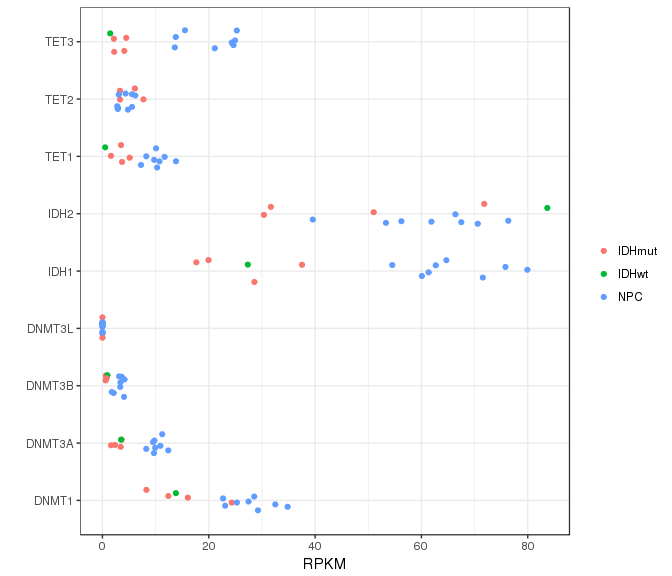 TET3
TET2
TET1
IDH2
IDH1
DNMT3L
DNMT3B
DNMT3A
DNMT1
0 20 40 60 80
RPKM
IDHmut
IDHwt
NPC